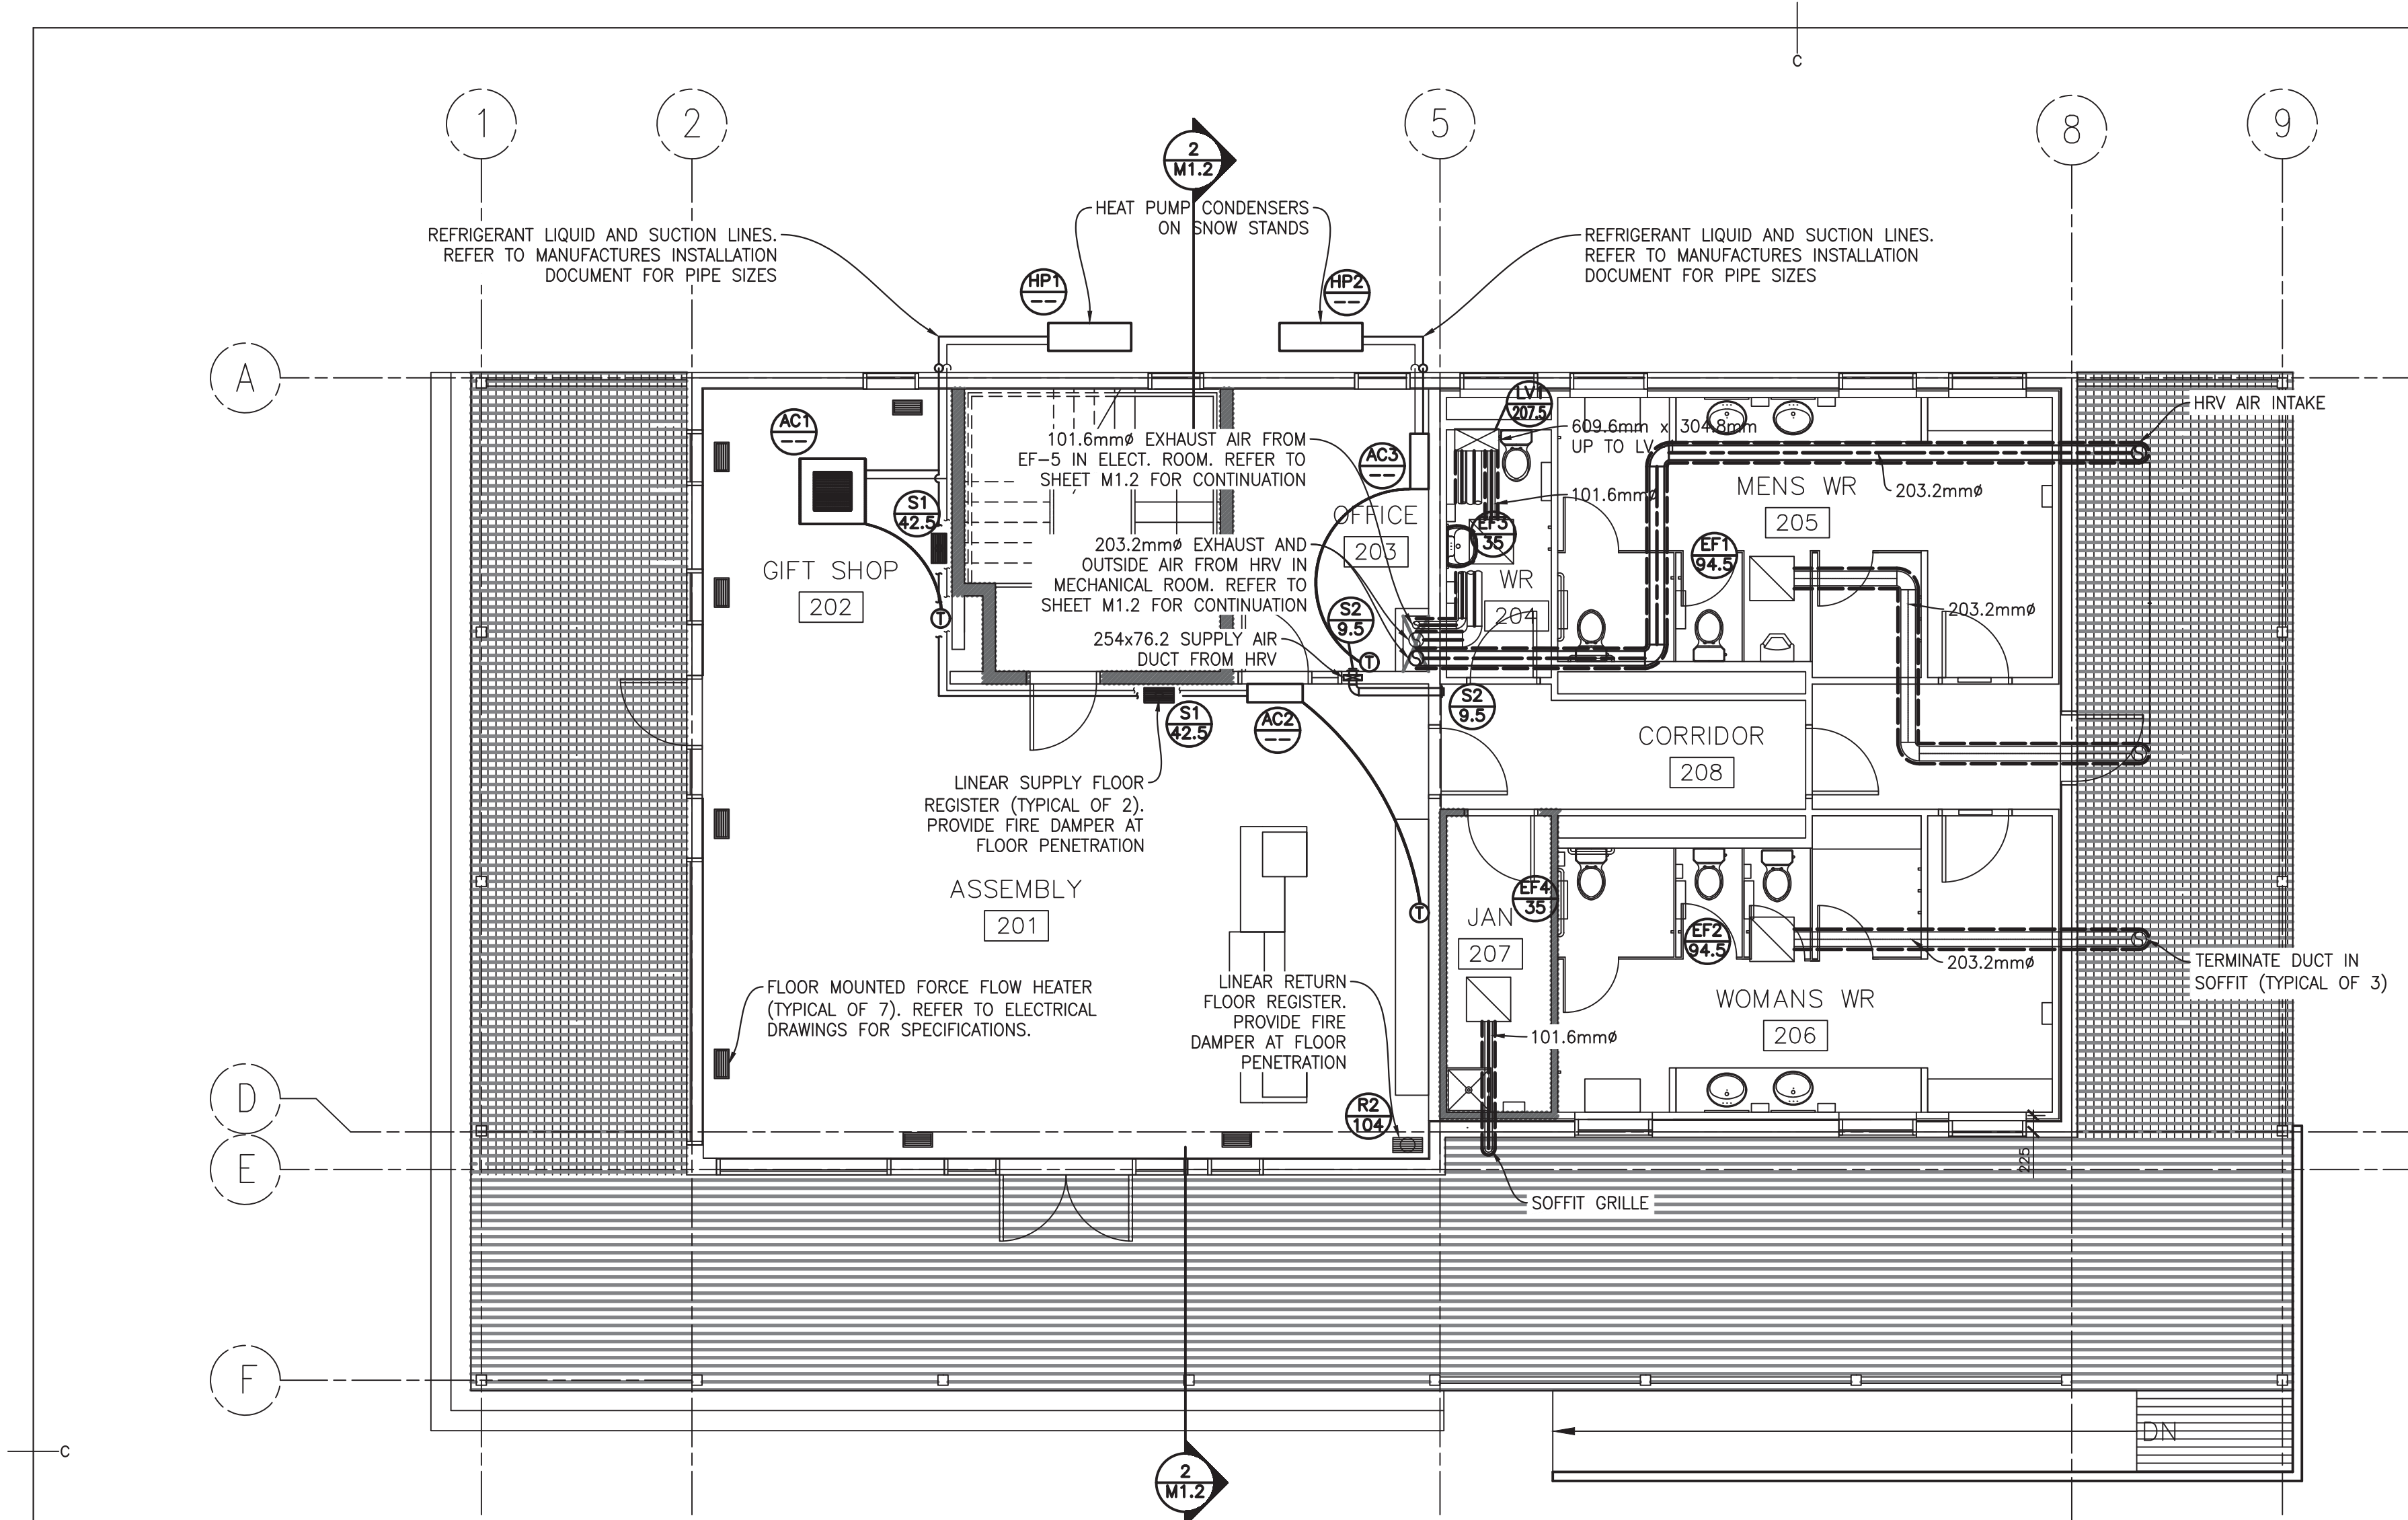 C
1
2
5
8
9
2
M1.2
HEAT PUMP CONDENSERS
ON SNOW STANDS
REFRIGERANT LIQUID AND SUCTION LINES.
REFER TO MANUFACTURES INSTALLATION
DOCUMENT FOR PIPE SIZES
REFRIGERANT LIQUID AND SUCTION LINES.
REFER TO MANUFACTURES INSTALLATION
DOCUMENT FOR PIPE SIZES
HP1
--
HP2
--
A
AC1
--
LV1
207.5
HRV AIR INTAKE
609.6mm x 304.8mm
UP TO LV
101.6mmø EXHAUST AIR FROM
EF-5 IN ELECT. ROOM. REFER TO
SHEET M1.2 FOR CONTINUATION
AC3
--
101.6mmø
MENS WR
205
203.2mmø
S1
42.5
OFFICE
203
EF3
35
EF1
94.5
203.2mmø EXHAUST AND
OUTSIDE AIR FROM HRV IN
MECHANICAL ROOM. REFER TO
SHEET M1.2 FOR CONTINUATION
GIFT SHOP
202
WR
204
203.2mmø
T
S2
9.5
254x76.2 SUPPLY AIR
DUCT FROM HRV
T
S1
42.5
AC2
--
S2
9.5
CORRIDOR
208
LINEAR SUPPLY FLOOR
REGISTER (TYPICAL OF 2).
PROVIDE FIRE DAMPER AT
FLOOR PENETRATION
ASSEMBLY
201
T
JAN
207
EF4
35
EF2
94.5
203.2mmø
TERMINATE DUCT IN
SOFFIT (TYPICAL OF 3)
FLOOR MOUNTED FORCE FLOW HEATER
(TYPICAL OF 7). REFER TO ELECTRICAL
DRAWINGS FOR SPECIFICATIONS.
LINEAR RETURN
FLOOR REGISTER.
PROVIDE FIRE
DAMPER AT FLOOR
PENETRATION
WOMANS WR
206
101.6mmø
D
R2
104
E
225
SOFFIT GRILLE
F
DN
C
2
M1.2